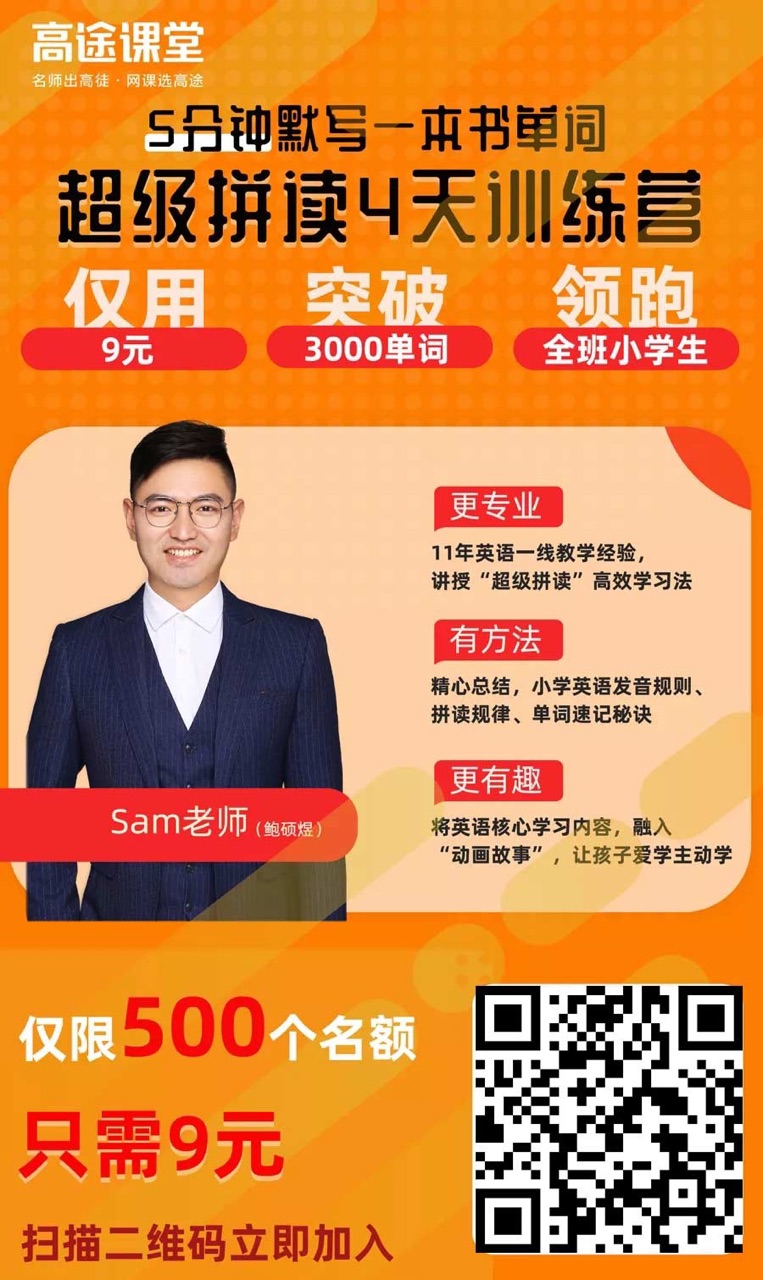 高途课堂
名师出高徒·网课选高途
5分钟默写一本书单词
超级拼读4天训练营
仅用 突破 领跑
9元 3000单词 全班小学生
更专业
11年英语一线教学经验，
讲授“超级拼读”高效学习法
有方法
精心总结，小学英语发音规则、
拼读规律、单词速记秘诀
更有趣
将英语核心学习内容，融入
“动画故事”，让孩子爱学主动学
Sam老师（鲍硕煜）
仅限500个名额
只需9元
扫描二维码立即加入